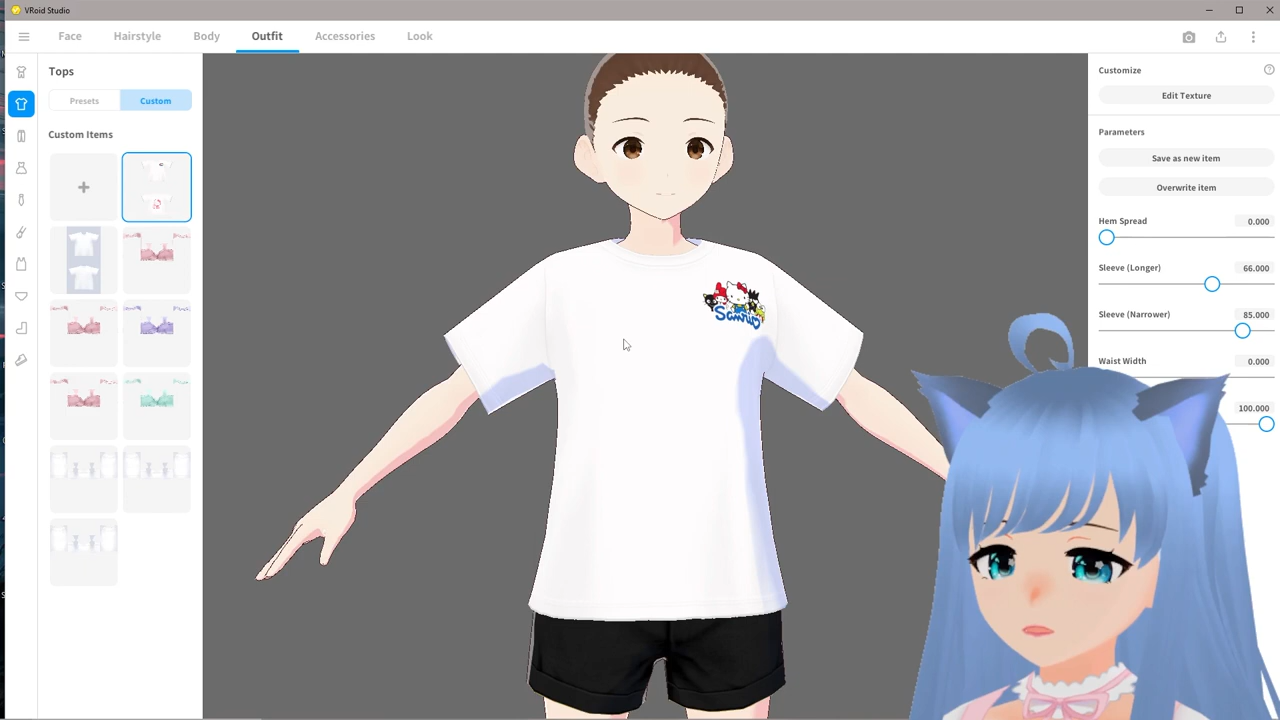 VRoid Studio
Face Hairstyle Body Outfit Accessories Look
Tops
Presets Custom
Custom Items
Sanrio
Customize
Edit Texture
Parameters
Save as new item
Overwrite item
Hem Spread 0.000
Sleeve (Longer) 66.000
Sleeve (Narrower) 85.000
Waist Width 0.000
100.000